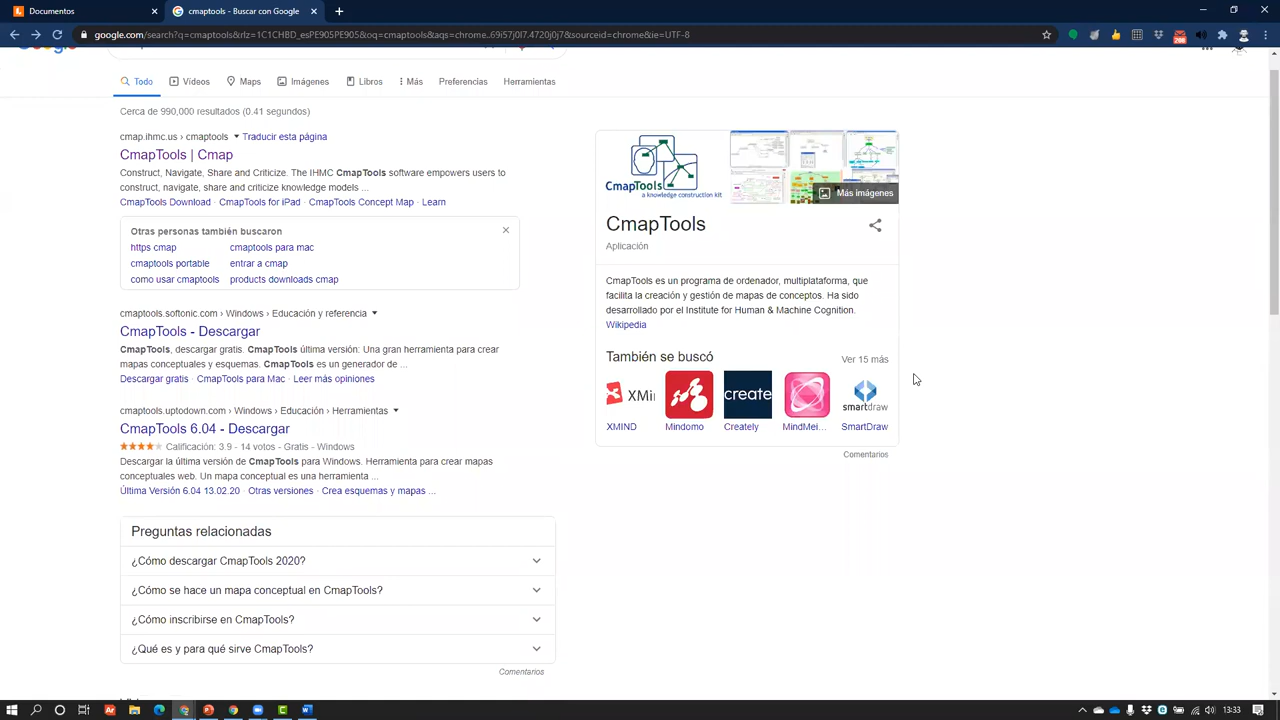 Documentos
cmaptools - Buscar con Google
google.com/search?q=cmaptools&rlz=1C1CHBD_esPE905PE905&oq=cmaptools&aqs=chrome..69i57j0l7.4720j0j7&sourceid=chrome&ie=UTF-8
Todo Vídeos Maps Imágenes Libros Más Preferencias Herramientas
Cerca de 990,000 resultados (0.41 segundos)
cmap.ihmc.us › cmaptools Traducir esta página
CmapTools | Cmap
Construct, Navigate, Share and Criticize. The IHMC CmapTools software empowers users to
construct, navigate, share and criticize knowledge models ...
CmapTools Download · CmapTools for iPad · CmapTools Concept Map · Learn
Otras personas también buscaron
https cmap cmaptools para mac
cmaptools portable entrar a cmap
como usar cmaptools products downloads cmap
cmaptools.softonic.com › Windows › Educación y referencia
CmapTools - Descargar
CmapTools, descargar gratis. CmapTools última versión: Una gran herramienta para crear
mapas conceptuales y esquemas. CmapTools es un generador de ...
Descargar gratis · CmapTools para Mac · Leer más opiniones
cmaptools.uptodown.com › Windows › Educación › Herramientas
CmapTools 6.04 - Descargar
Calificación: 3.9 - 14 votos - Gratis - Windows
Descargar la última versión de CmapTools para Windows. Herramienta para crear mapas
conceptuales web. Un mapa conceptual es una herramienta ...
Última Versión 6.04 13.02.20 · Otras versiones · Crea esquemas y mapas ...
Preguntas relacionadas
¿Cómo descargar CmapTools 2020?
¿Cómo se hace un mapa conceptual en CmapTools?
¿Cómo inscribirse en CmapTools?
¿Qué es y para qué sirve CmapTools?
Comentarios
CmapTools
a knowledge construction kit
Más imágenes
CmapTools
Aplicación
CmapTools es un programa de ordenador, multiplataforma, que
facilita la creación y gestión de mapas de conceptos. Ha sido
desarrollado por el Institute for Human & Machine Cognition.
Wikipedia
También se buscó Ver 15 más
create
smartdraw
XMIND Mindomo Creately MindMei... SmartDraw
Comentarios
13:33